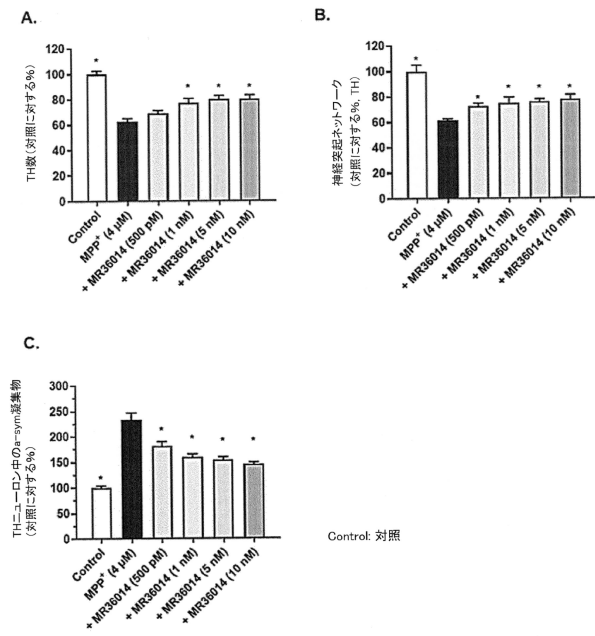 A.
TH数(対照に対する%)
120
100
80
60
40
20
0
*
*
*
*
Control
MPP⁺ (4 µM)
+ MR36014 (500 pM)
+ MR36014 (1 nM)
+ MR36014 (5 nM)
+ MR36014 (10 nM)
B.
神経突起ネットワーク
(対照に対する%, TH)
120
100
80
60
40
20
0
*
*
*
*
*
Control
MPP⁺ (4 µM)
+ MR36014 (500 pM)
+ MR36014 (1 nM)
+ MR36014 (5 nM)
+ MR36014 (10 nM)
C.
THニューロン中のa-sym凝集物
(対照に対する%)
300
250
200
150
100
50
0
*
*
*
*
*
Control
MPP⁺ (4 µM)
+ MR36014 (500 pM)
+ MR36014 (1 nM)
+ MR36014 (5 nM)
+ MR36014 (10 nM)
Control: 対照